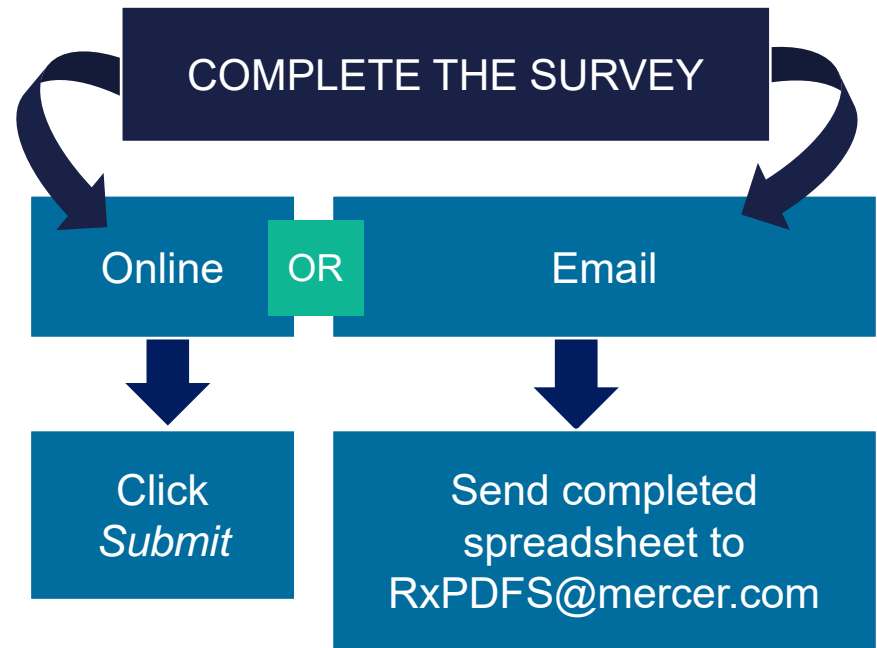 COMPLETE THE SURVEY
Online
OR
Email
Click
Submit
Send completed
spreadsheet to
RxPDFS@mercer.com